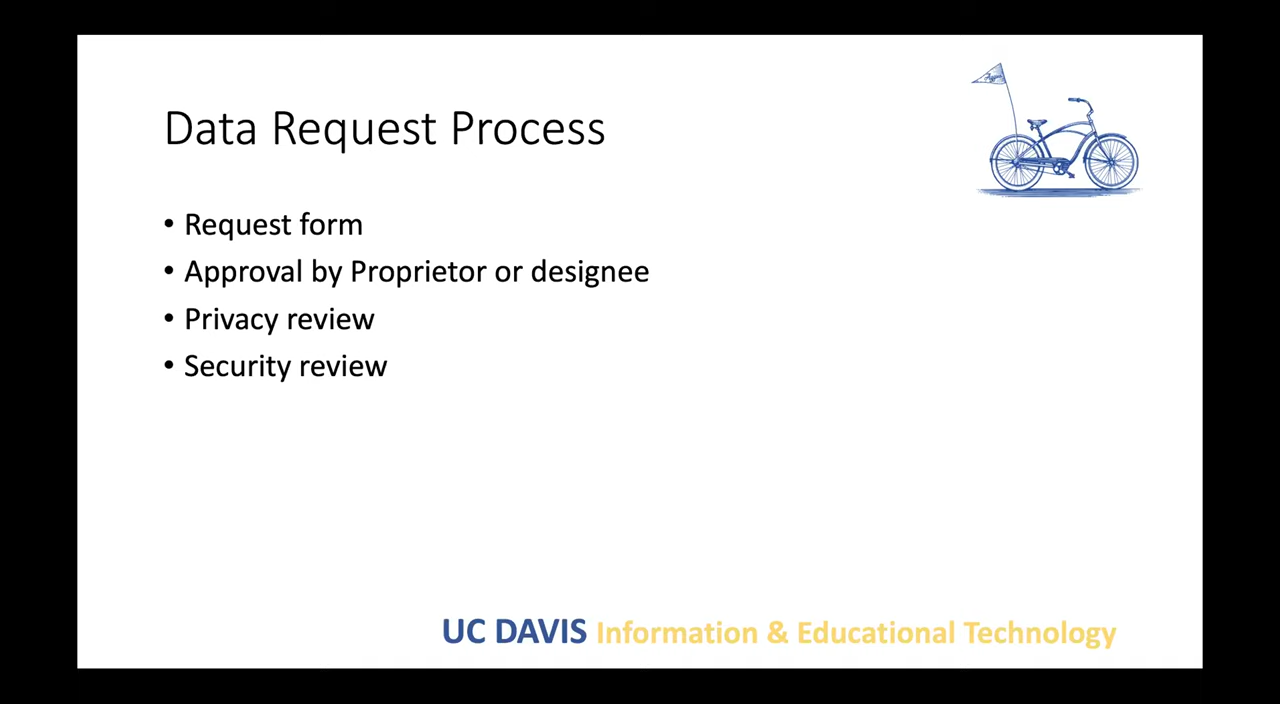 Data Request Process
• Request form
• Approval by Proprietor or designee
• Privacy review
• Security review
UC DAVIS Information & Educational Technology